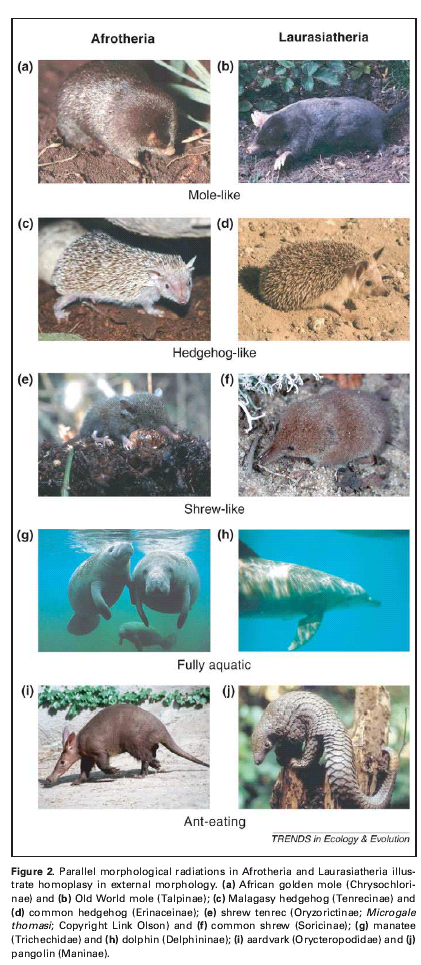 Afrotheria Laurasiatheria
(a) (b)
Mole-like
(c) (d)
Hedgehog-like
(e) (f)
Shrew-like
(g) (h)
Fully aquatic
(i) (j)
Ant-eating
TRENDS in Ecology & Evolution
Figure 2. Parallel morphological radiations in Afrotheria and Laurasiatheria illus-
trate homoplasy in external morphology. (a) African golden mole (Chrysochlori-
nae) and (b) Old World mole (Talpinae); (c) Malagasy hedgehog (Tenrecinae) and
(d) common hedgehog (Erinaceinae); (e) shrew tenrec (Oryzorictinae; Microgale
thomasi; Copyright Link Olson) and (f) common shrew (Soricinae); (g) manatee
(Trichechidae) and (h) dolphin (Delphininae); (i) aardvark (Orycteropodidae) and (j)
pangolin (Maninae).